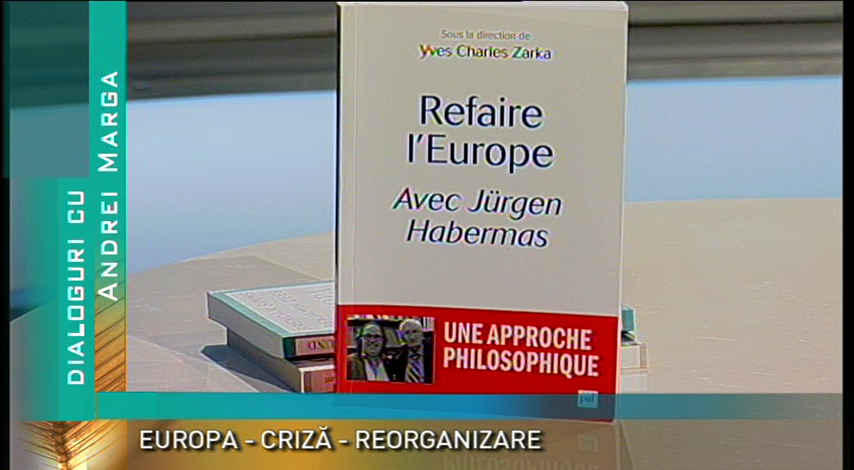 DIALOGURI CU
ANDREI MARGA
Sous la direction de
Yves Charles Zarka
Refaire
l'Europe
Avec Jürgen
Habermas
UNE APPROCHE
PHILOSOPHIQUE
puf
EUROPA - CRIZĂ - REORGANIZARE